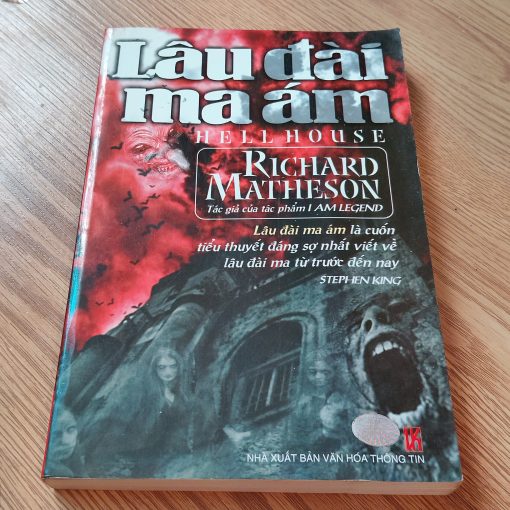 Lâu đài
ma ám
HELL HOUSE
RICHARD
MATHESON
Tác giả của tác phẩm I AM LEGEND
Lâu đài ma ám là cuốn
tiểu thuyết đáng sợ nhất viết về
lâu đài ma từ trước đến nay
STEPHEN KING
NHÀ XUẤT BẢN VĂN HÓA THÔNG TIN